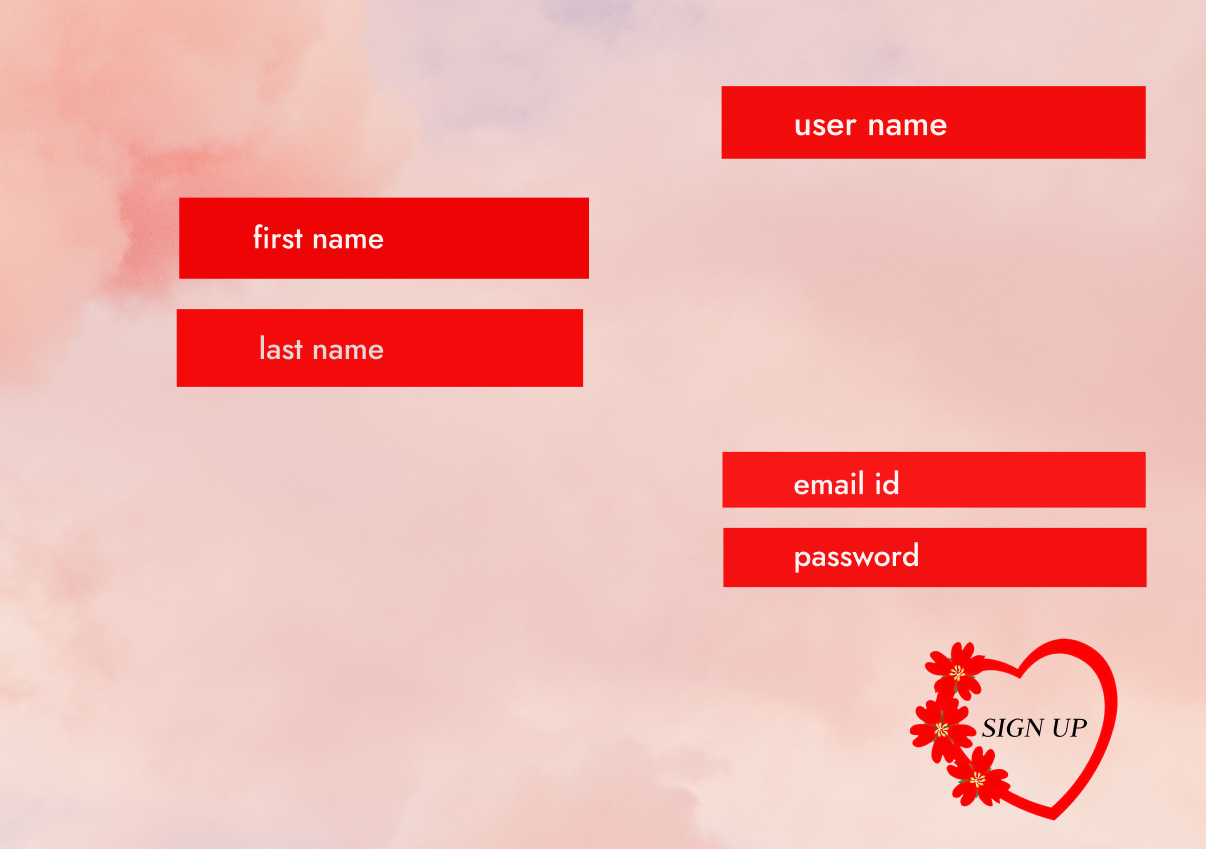 user name
first name
last name
email id
password
SIGN UP